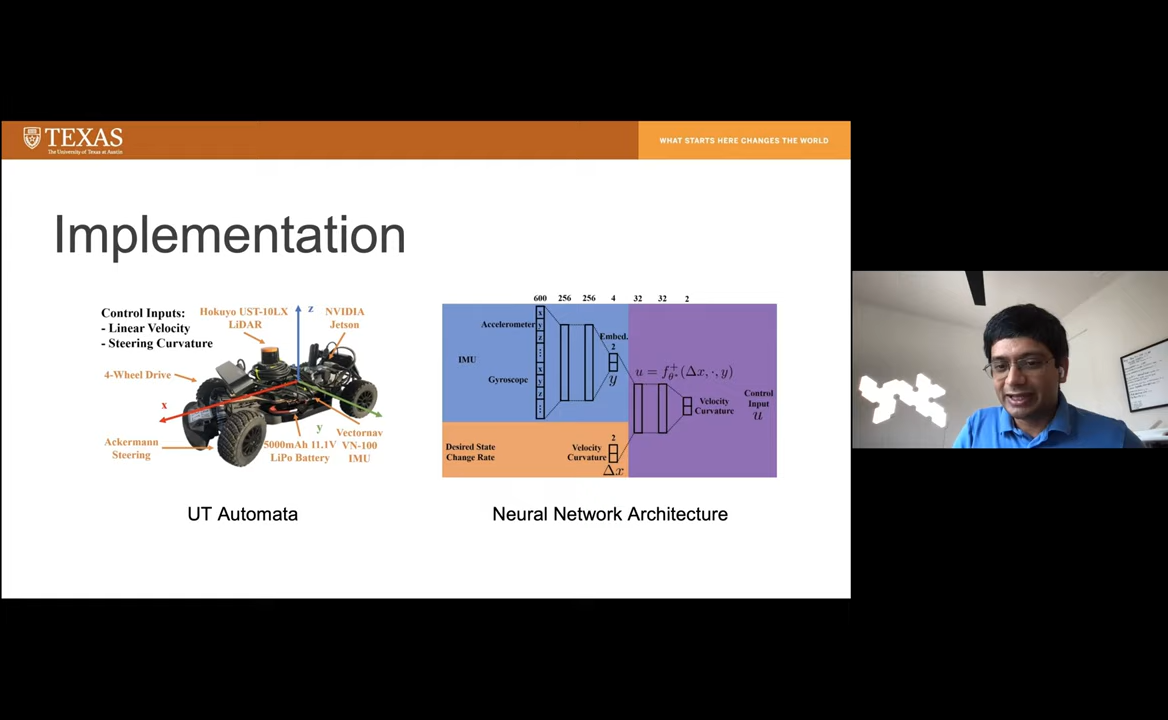 TEXAS
The University of Texas at Austin
WHAT STARTS HERE CHANGES THE WORLD
Implementation
Control Inputs:
- Linear Velocity
- Steering Curvature
Hokuyo UST-10LX
LiDAR
z
NVIDIA
Jetson
4-Wheel Drive
x
y
Ackermann
Steering
5000mAh 11.1V
LiPo Battery
Vectornav
VN-100
IMU
UT Automata
600 256 256 4 32 32 2
Accelerometer
x
y
z
...
IMU
Gyroscope
x
y
z
...
Embed.
2
y
u = f⁺_θ*(Δx, ·, y)
Velocity
Curvature
Control
Input
u
Desired State
Change Rate
Velocity
Curvature
2
Δx
Neural Network Architecture